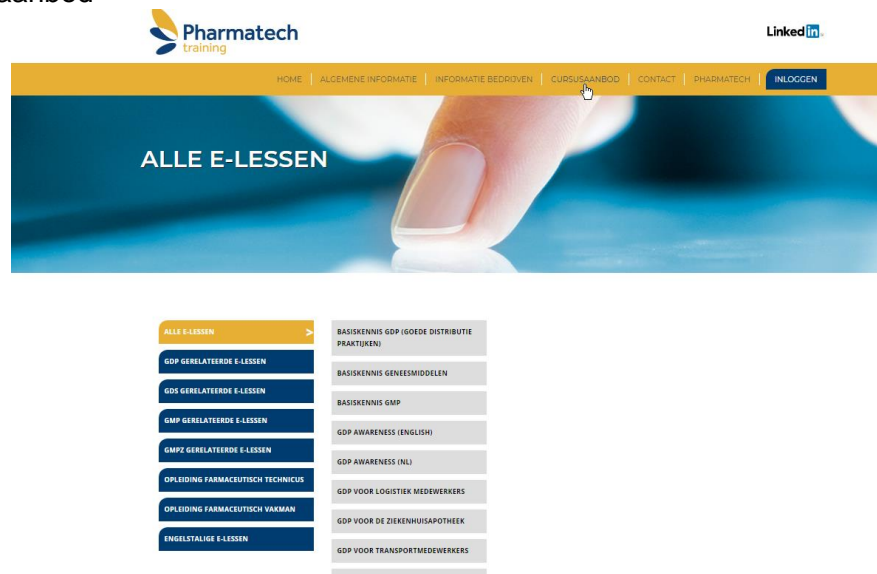 aanbod
Pharmatech
training
Linked in
HOME ALGEMENE INFORMATIE INFORMATIE BEDRIJVEN CURSUSAANBOD CONTACT PHARMATECH INLOGGEN
ALLE E-LESSEN
ALLE E-LESSEN >
GDP GERELATEERDE E-LESSEN
GDS GERELATEERDE E-LESSEN
GMP GERELATEERDE E-LESSEN
GMPZ GERELATEERDE E-LESSEN
OPLEIDING FARMACEUTISCH TECHNICUS
OPLEIDING FARMACEUTISCH VAKMAN
ENGELSTALIGE E-LESSEN
BASISKENNIS GDP (GOEDE DISTRIBUTIE
PRAKTIJKEN)
BASISKENNIS GENEESMIDDELEN
BASISKENNIS GMP
GDP AWARENESS (ENGLISH)
GDP AWARENESS (NL)
GDP VOOR LOGISTIEK MEDEWERKERS
GDP VOOR DE ZIEKENHUISAPOTHEEK
GDP VOOR TRANSPORTMEDEWERKERS